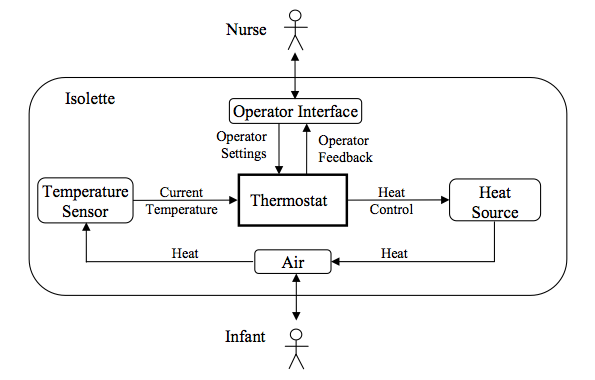 Nurse
Isolette
Operator Interface
Operator
Settings
Operator
Feedback
Temperature
Sensor
Current
Temperature
Thermostat
Heat
Control
Heat
Source
Heat
Air
Heat
Infant